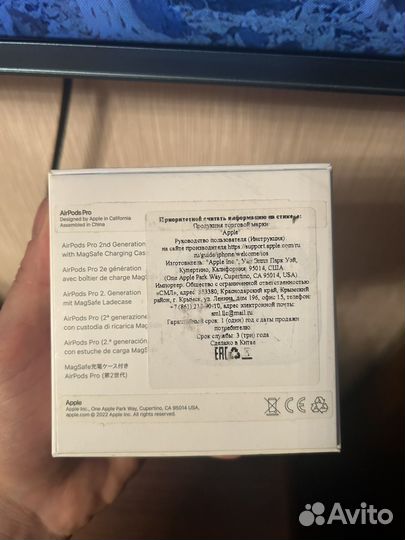 AirPods Pro
Designed by Apple in California
Assembled in China
AirPods Pro 2nd Generation
with MagSafe Charging Cas
AirPods Pro 2e génération
avec boîtier de charge MagS
AirPods Pro 2. Generation
mit MagSafe Ladecase
AirPods Pro (2ª generazione
con custodia di ricarica Mag
AirPods Pro (2.ª generación
con estuche de carga MagS
MagSafe充電ケース付き
AirPods Pro (第2世代)
Приоритетной считать информацию на стикере:
Продукция торговой марки
"Apple"
Руководство пользователя (Инструкция)
на сайте производителя https://support.apple.com/ru
ru/guide/iphone/welcome/ios
Изготовитель: "Apple Inc.", Уан Эппл Парк Уэй,
Купертино, Калифорния, 95014, США.
(One Apple Park Way, Cupertino, CA 95014, USA)
Импортер: Общество с ограниченной ответственностью
«СМЛ», адрес: 353380, Краснодарский край, Крымский
район, г. Крымск, ул. Ленина, дом 196, офис 15, телефон:
+7 (861) адрес электронной почты:
Гарантийный срок: 1 (один) год с даты продажи
потребителю
Срок службы: 3 (три) года
Сделано в Китае
EAC
Apple
Apple Inc., One Apple Park Way, Cupertino, CA 95014 USA.
apple.com © 2022 Apple Inc. All rights reserved.
CE
Avito